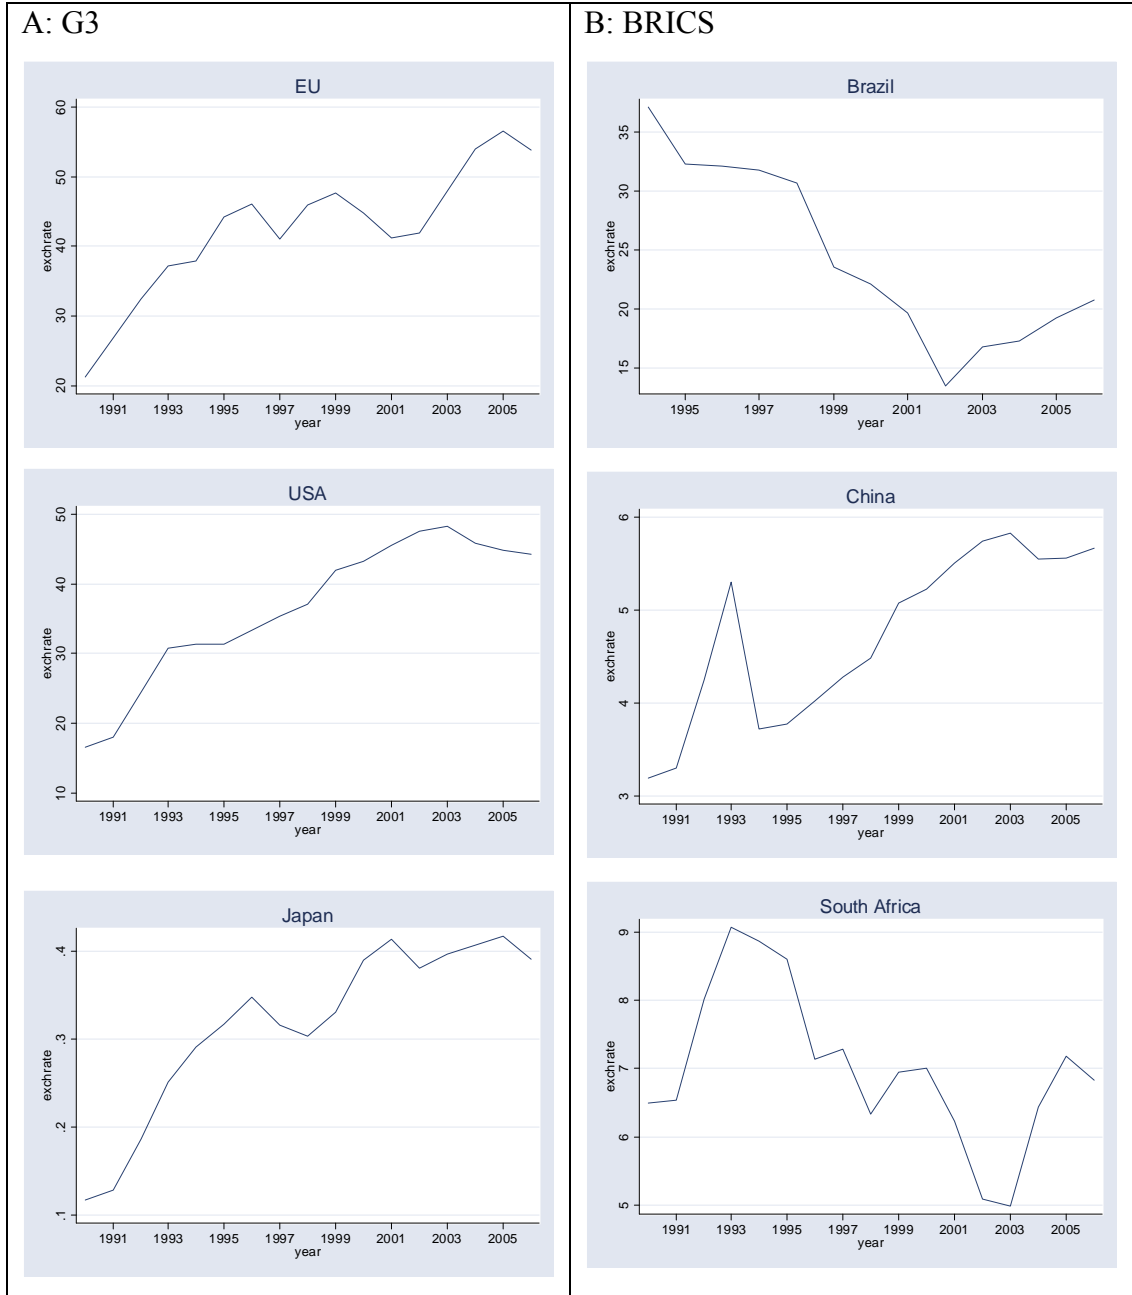 A: G3
EU
60
50
40
30
20
exchrate
1991 1993 1995 1997 1999 2001 2003 2005
year
USA
50
40
30
20
10
exchrate
1991 1993 1995 1997 1999 2001 2003 2005
year
Japan
.4
.3
.2
.1
exchrate
1991 1993 1995 1997 1999 2001 2003 2005
year
B: BRICS
Brazil
35
30
25
20
15
exchrate
1995 1997 1999 2001 2003 2005
year
China
6
5
4
3
exchrate
1991 1993 1995 1997 1999 2001 2003 2005
year
South Africa
9
8
7
6
5
exchrate
1991 1993 1995 1997 1999 2001 2003 2005
year